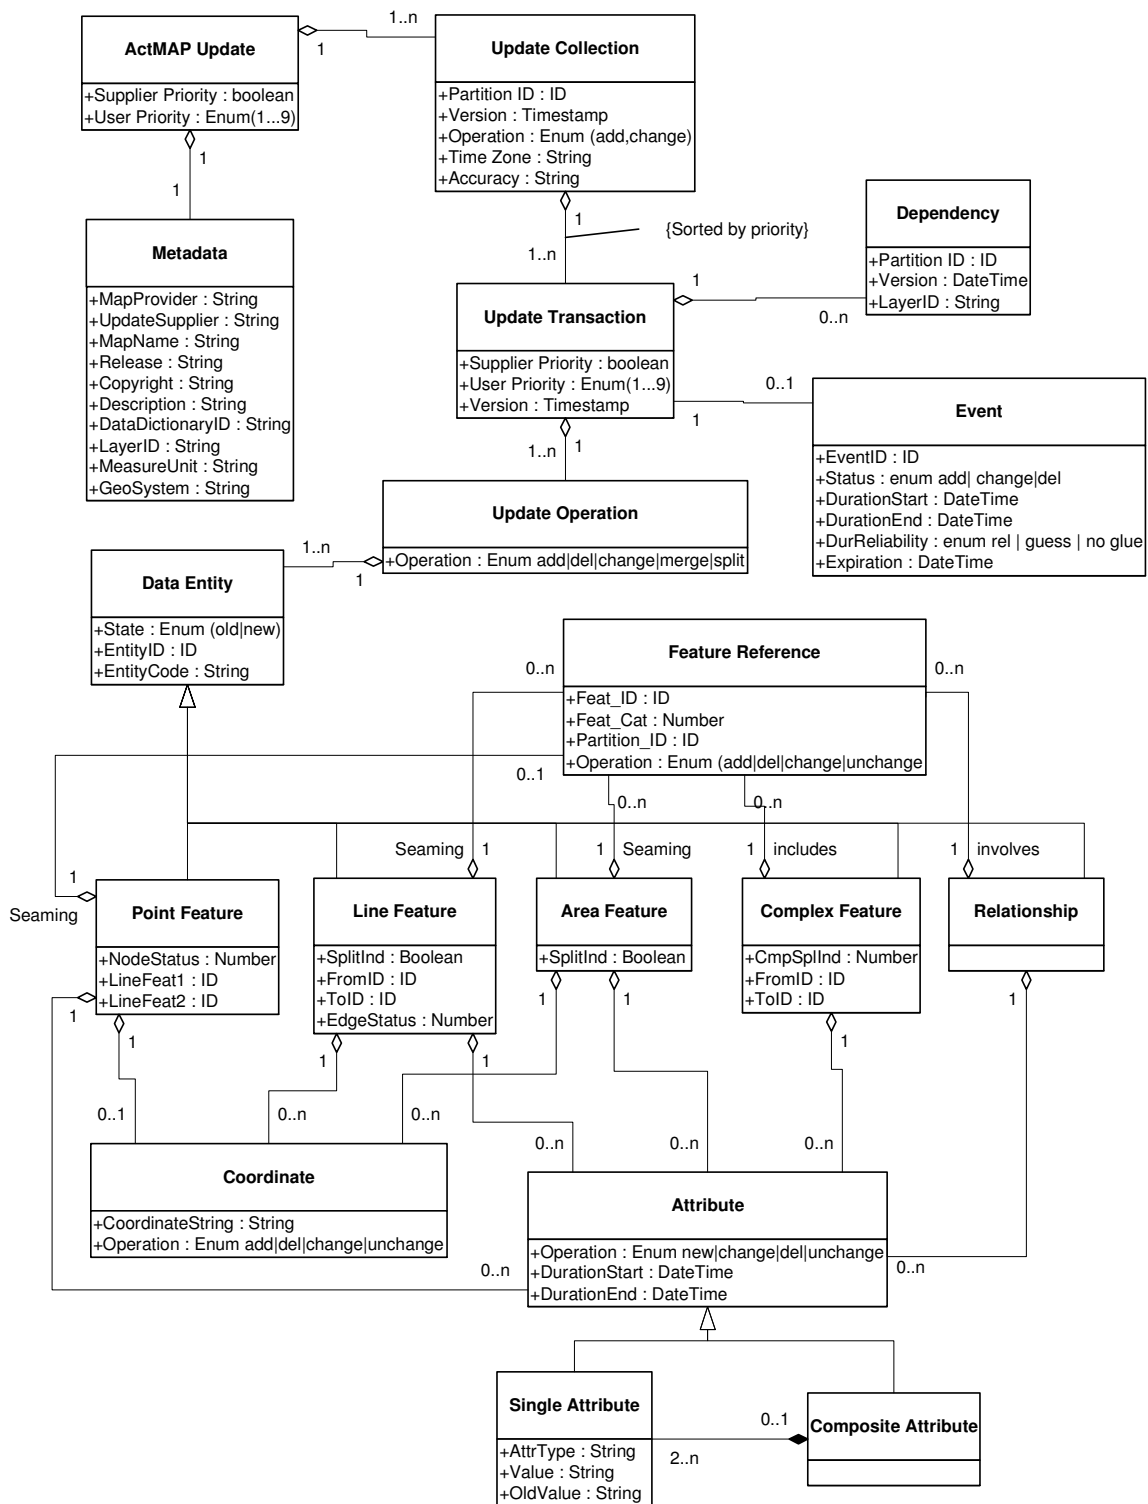 ActMAP Update
+Supplier Priority : boolean
+User Priority : Enum(1...9)
1
1..n
Update Collection
+Partition ID : ID
+Version : Timestamp
+Operation : Enum (add,change)
+Time Zone : String
+Accuracy : String
1
1
Metadata
+MapProvider : String
+UpdateSupplier : String
+MapName : String
+Release : String
+Copyright : String
+Description : String
+DataDictionaryID : String
+LayerID : String
+MeasureUnit : String
+GeoSystem : String
1
{Sorted by priority}
1..n
Dependency
+Partition ID : ID
+Version : DateTime
+LayerID : String
Update Transaction
+Supplier Priority : boolean
+User Priority : Enum(1...9)
+Version : Timestamp
1
0..n
0..1
1
Event
+EventID : ID
+Status : enum add| change|del
+DurationStart : DateTime
+DurationEnd : DateTime
+DurReliability : enum rel | guess | no glue
+Expiration : DateTime
1
1..n
Update Operation
+Operation : Enum add|del|change|merge|split
1..n
1
Data Entity
+State : Enum (old|new)
+EntityID : ID
+EntityCode : String
Feature Reference
+Feat_ID : ID
+Feat_Cat : Number
+Partition_ID : ID
+Operation : Enum (add|del|change|unchange
0..n
0..n
0..1
0..n
0..n
Seaming
1
1
Seaming
1
includes
1
involves
1
Seaming
Point Feature
+NodeStatus : Number
+LineFeat1 : ID
+LineFeat2 : ID
Line Feature
+SplitInd : Boolean
+FromID : ID
+ToID : ID
+EdgeStatus : Number
Area Feature
+SplitInd : Boolean
Complex Feature
+CmpSplInd : Number
+FromID : ID
+ToID : ID
Relationship
1
1
1
1
1
1
1
1
0..1
0..n
0..n
0..n
0..n
0..n
Coordinate
+CoordinateString : String
+Operation : Enum add|del|change|unchange
Attribute
+Operation : Enum new|change|del|unchange
+DurationStart : DateTime
+DurationEnd : DateTime
0..n
0..n
Single Attribute
+AttrType : String
+Value : String
+OldValue : String
0..1
2..n
Composite Attribute